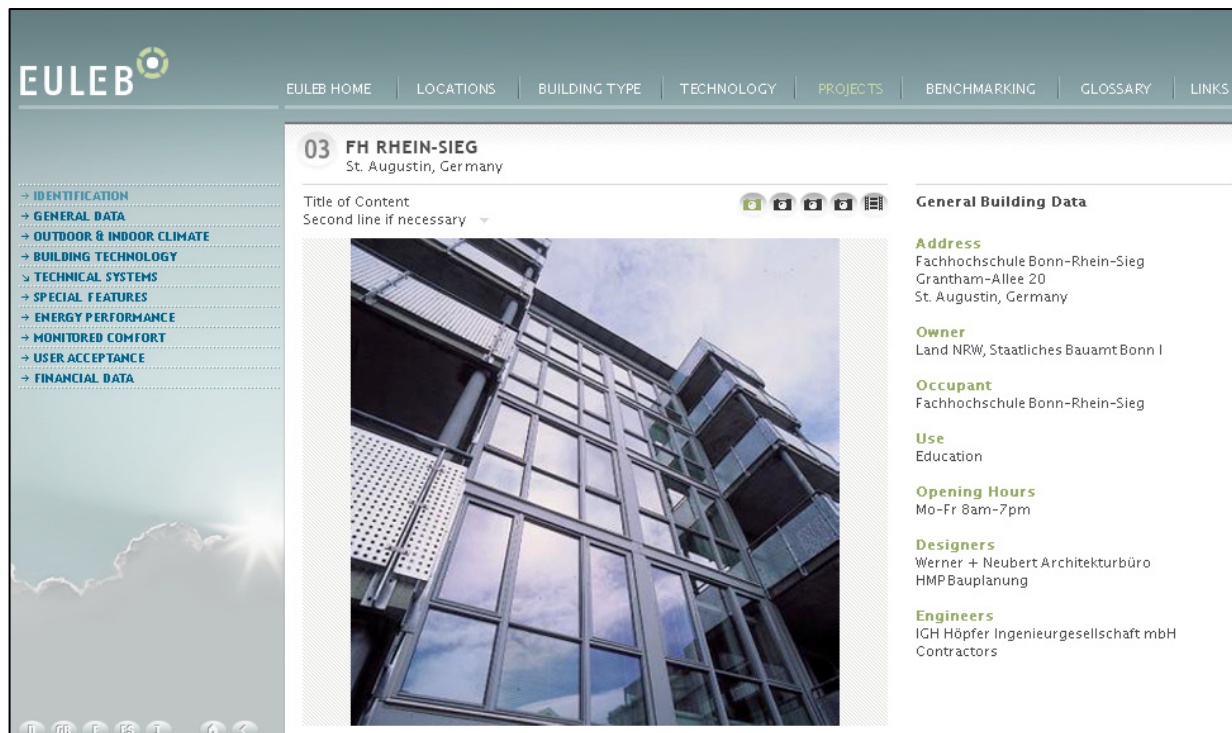 EULEB
EULEB HOME
LOCATIONS
BUILDING TYPE
TECHNOLOGY
PROJECTS
BENCHMARKING
GLOSSARY
LINKS
IDENTIFICATION
GENERAL DATA
OUTDOOR & INDOOR CLIMATE
BUILDING TECHNOLOGY
TECHNICAL SYSTEMS
SPECIAL FEATURES
ENERGY PERFORMANCE
MONITORED COMFORT
USER ACCEPTANCE
FINANCIAL DATA
03 FH RHEIN-SIEG
St. Augustin, Germany
Title of Content
Second line if necessary
General Building Data
Address
Fachhochschule Bonn-Rhein-Sieg
Grantham-Allee 20
St. Augustin, Germany
Owner
Land NRW, Staatliches Bauamt Bonn I
Occupant
Fachhochschule Bonn-Rhein-Sieg
Use
Education
Opening Hours
Mo-Fr 8am-7pm
Designers
Werner + Neubert Architekturbüro
HMP Bauplanung
Engineers
IGH Höpfer Ingenieurgesellschaft mbH
Contractors